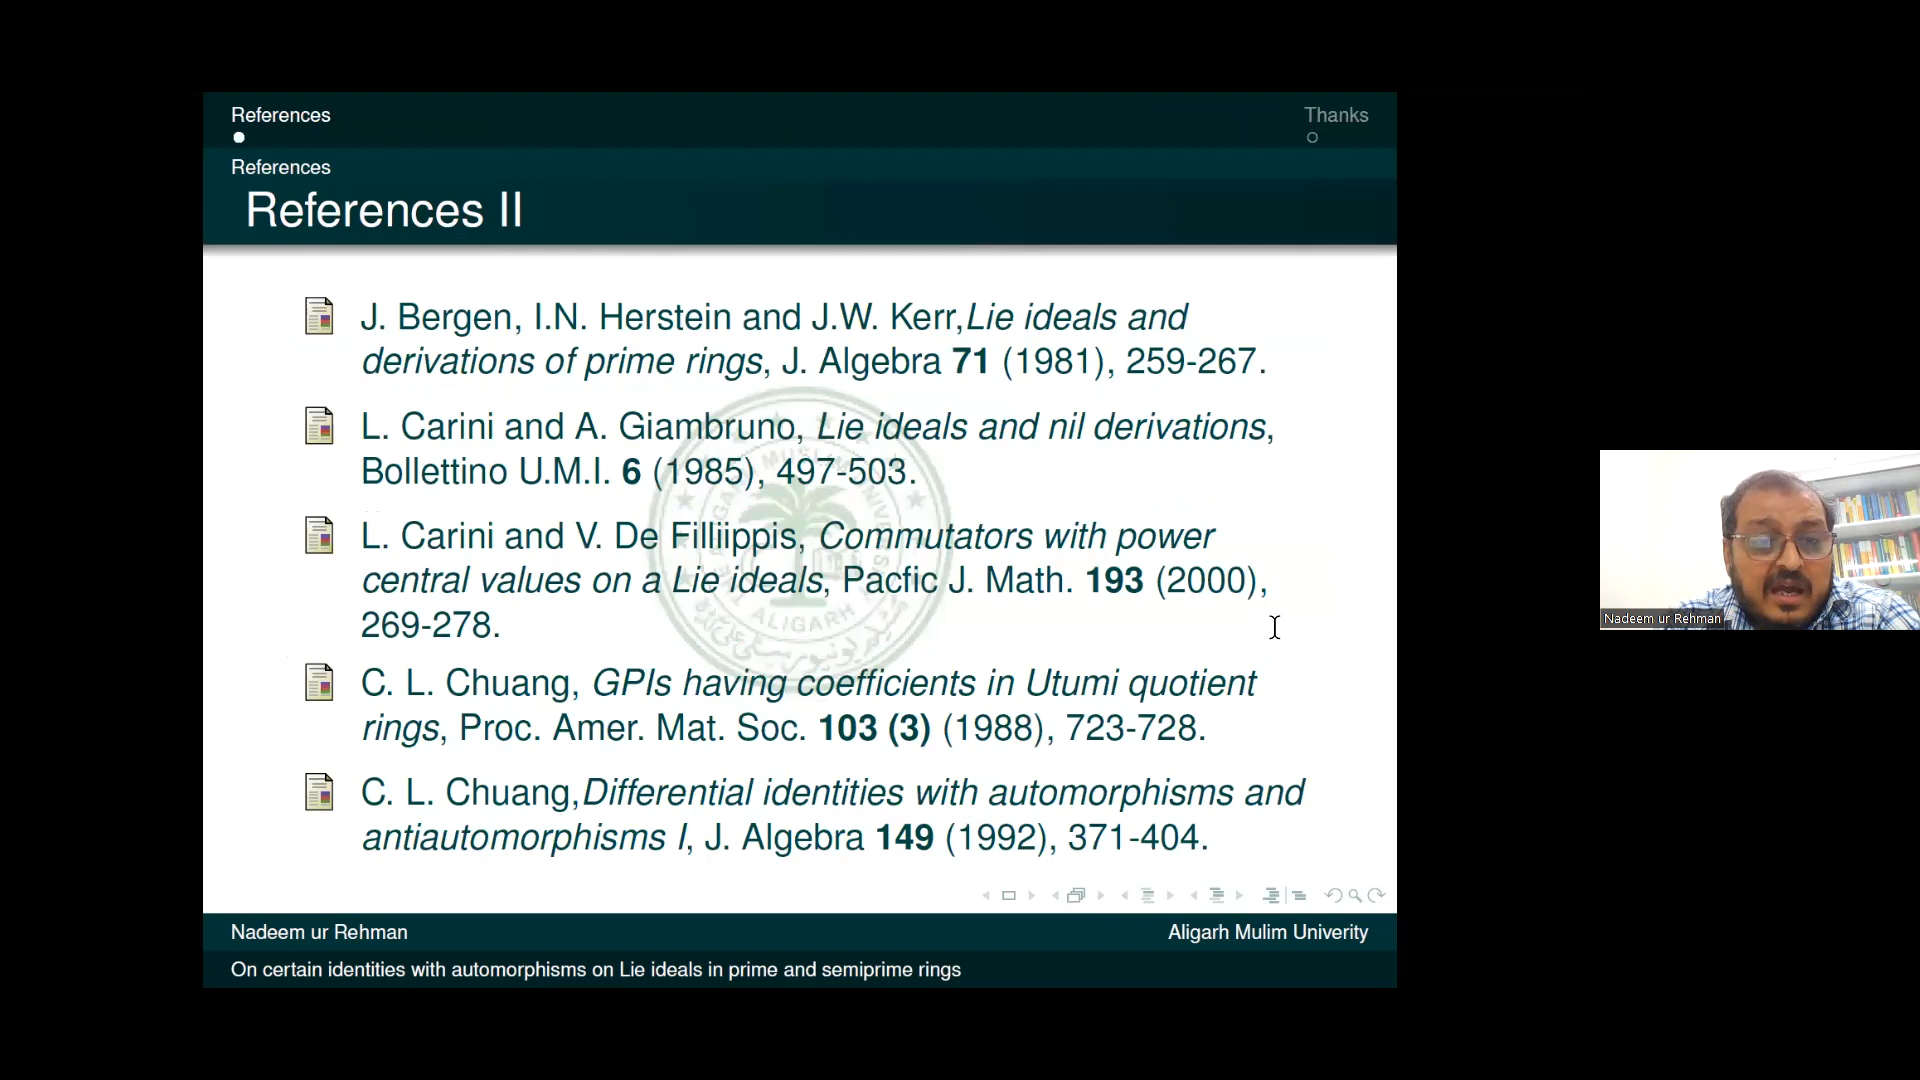 References
Thanks
References
References II
J. Bergen, I.N. Herstein and J.W. Kerr,Lie ideals and
derivations of prime rings, J. Algebra 71 (1981), 259-267.
L. Carini and A. Giambruno, Lie ideals and nil derivations,
Bollettino U.M.I. 6 (1985), 497-503.
L. Carini and V. De Filliippis, Commutators with power
central values on a Lie ideals, Pacfic J. Math. 193 (2000),
269-278.
C. L. Chuang, GPIs having coefficients in Utumi quotient
rings, Proc. Amer. Mat. Soc. 103 (3) (1988), 723-728.
C. L. Chuang,Differential identities with automorphisms and
antiautomorphisms I, J. Algebra 149 (1992), 371-404.
Nadeem ur Rehman
Aligarh Mulim Univerity
On certain identities with automorphisms on Lie ideals in prime and semiprime rings
Nadeem ur Rehman
ALIGARH